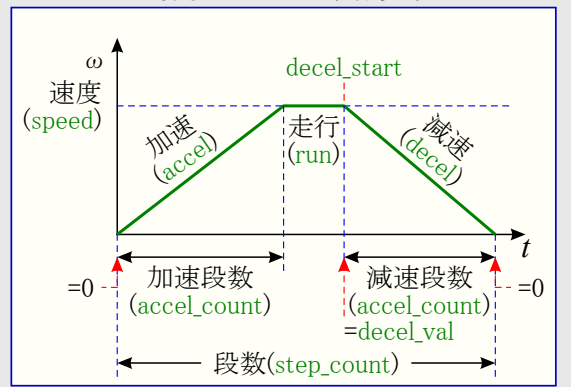 ω
速度
(speed)
decel_start
加速
(accel)
走行
(run)
減速
(decel)
t
=0
加速段数
(accel_count)
減速段数
(accel_count)
=decel_val
=0
段数(step_count)